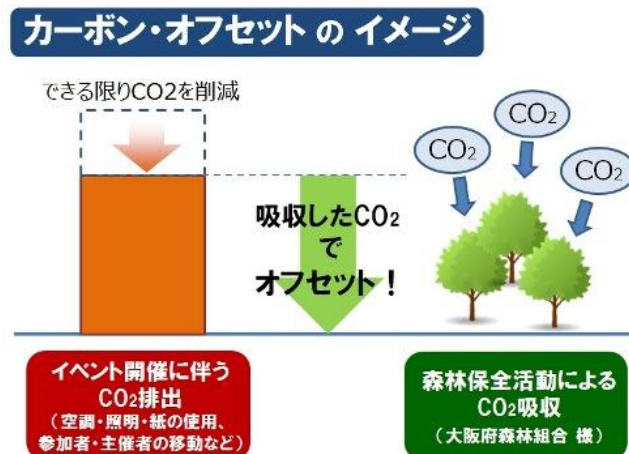 カーボン・オフセット の イメージ
できる限りCO2を削減
CO2
CO2
CO2
吸収したCO2
で
オフセット！
イベント開催に伴う
CO2排出
（空調・照明・紙の使用、
参加者・主催者の移動など）
森林保全活動による
CO2吸収
（大阪府森林組合 様）